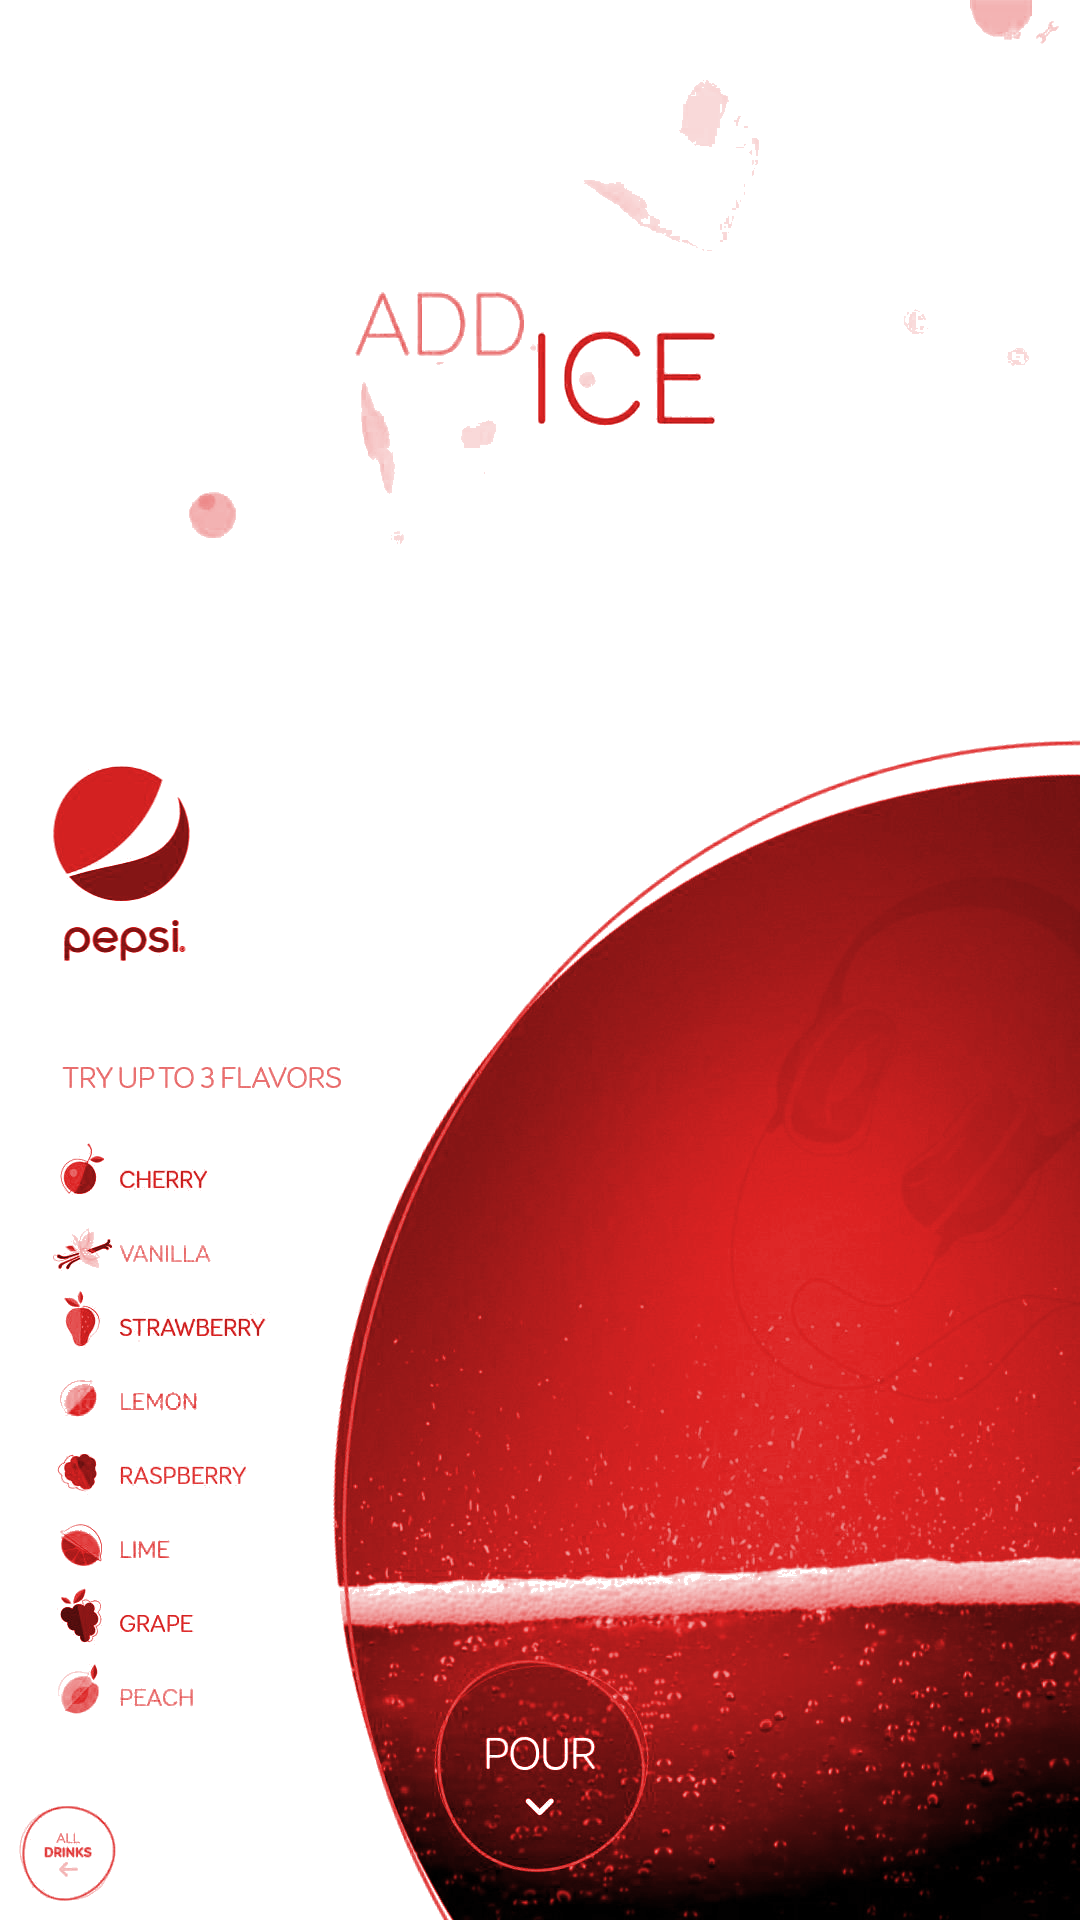 ADD
ICE
pepsi®
TRY UP TO 3 FLAVORS
CHERRY
VANILLA
STRAWBERRY
LEMON
RASPBERRY
LIME
GRAPE
PEACH
POUR
ALL
DRINKS